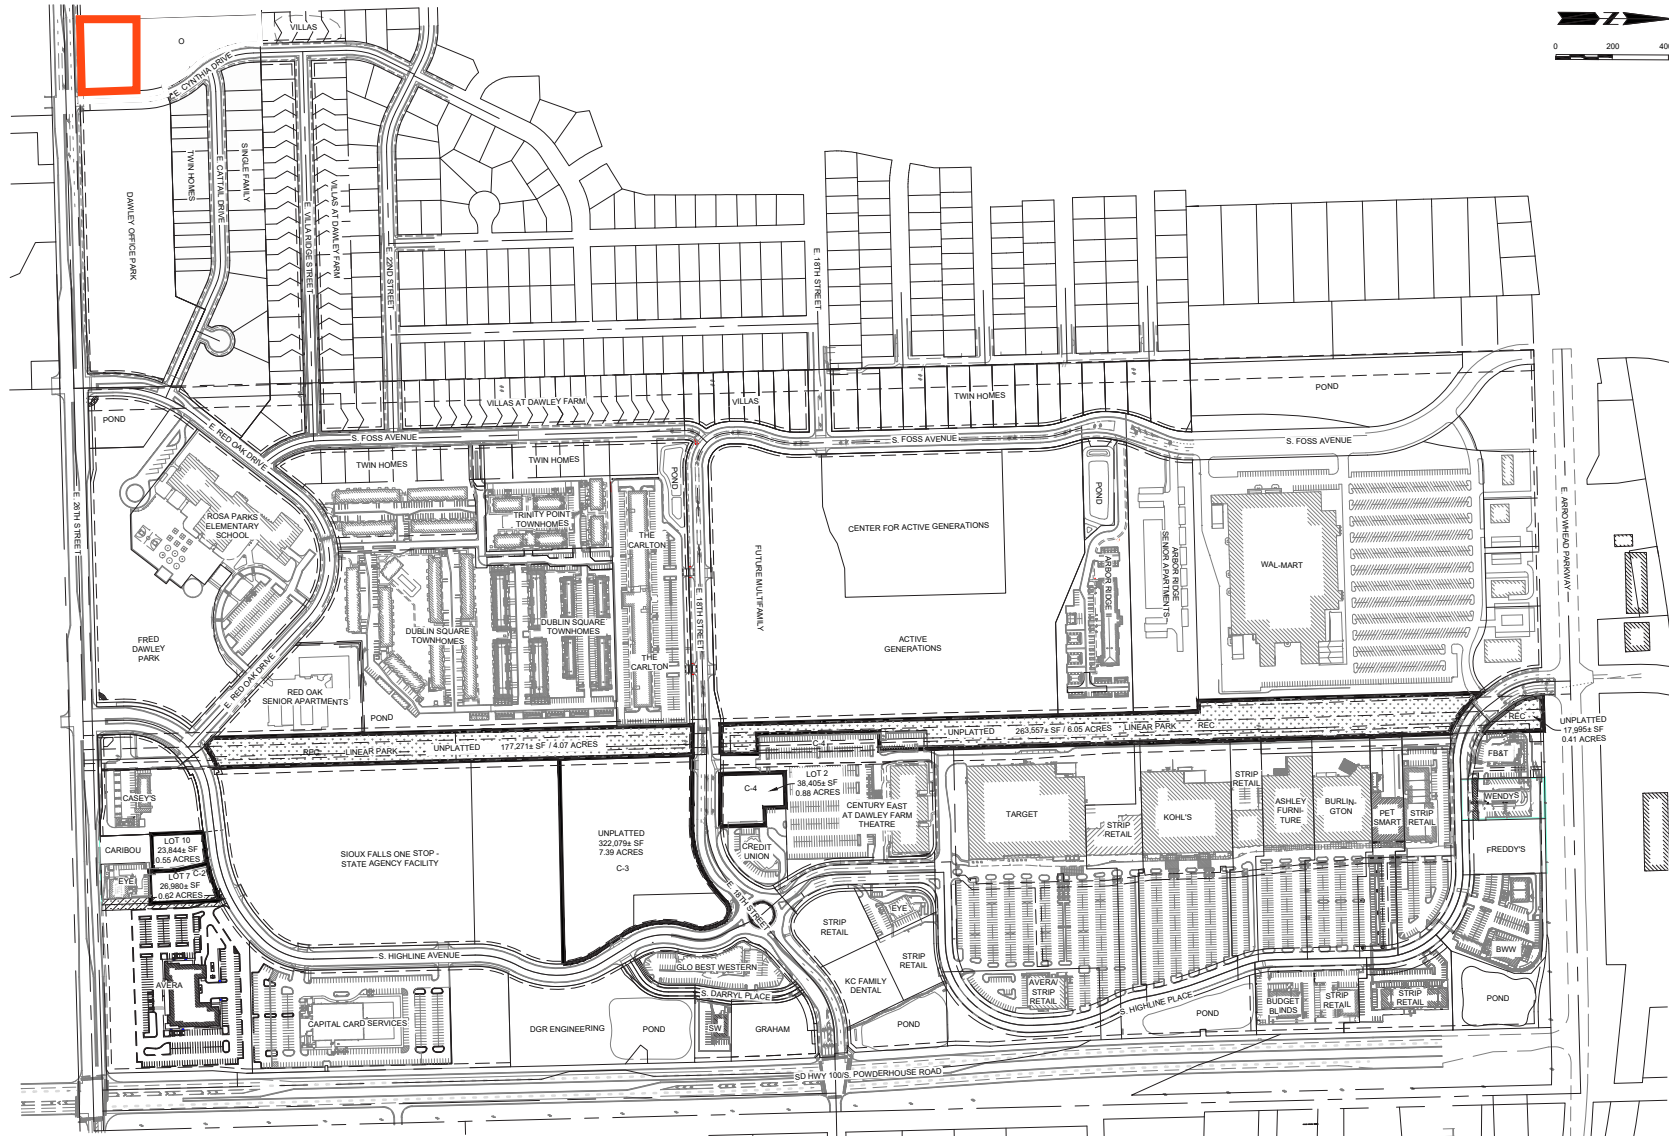 Z
0
200
400
VILLAS
O
E. CYNTHIA DRIVE
TWIN HOMES
E. CATTAIL DRIVE
SINGLE FAMILY
E. VILLA RIDGE STREET
VILLAS AT DAWLEY FARM
E. 22ND STREET
DAWLEY OFFICE PARK
E. 18TH STREET
POND
VILLAS AT DAWLEY FARM
VILLAS
TWIN HOMES
POND
E. RED OAK DRIVE
S. FOSS AVENUE
S. FOSS AVENUE
S. FOSS AVENUE
TWIN HOMES
TWIN HOMES
POND
POND
E. 26TH STREET
E. ARROWHEAD PARKWAY
ROSA PARKS
ELEMENTARY
SCHOOL
TRINITY POINT
TOWNHOMES
THE
CARLTON
CENTER FOR ACTIVE GENERATIONS
FUTURE MULTIFAMILY
E. 18TH STREET
ARBOR RIDGE
ARBOR RIDGE
SENIOR APARTMENTS
WAL-MART
FRED
DAWLEY
PARK
DUBLIN SQUARE
TOWNHOMES
DUBLIN SQUARE
TOWNHOMES
THE
CARLTON
ACTIVE
GENERATIONS
E. RED OAK DRIVE
RED OAK
SENIOR APARTMENTS
POND
REC
LINEAR PARK
UNPLATTED
177,271± SF / 4.07 ACRES
UNPLATTED
263,557± SF / 6.05 ACRES
LINEAR PARK
REC
REC
UNPLATTED
17,995± SF
0.41 ACRES
C-4
C-4
LOT 2
38,405± SF
0.88 ACRES
CENTURY EAST
AT DAWLEY FARM
THEATRE
CREDIT
UNION
TARGET
STRIP
RETAIL
KOHL'S
STRIP
RETAIL
ASHLEY
FURNI-
TURE
BURLIN-
GTON
PET
SMART
STRIP
RETAIL
FB&T
WENDYS
FREDDY'S
CASEY'S
CARIBOU
LOT 10
23,844± SF
0.55 ACRES
LOT 7
C-2
26,980± SF
0.62 ACRES
EYE
SIOUX FALLS ONE STOP -
STATE AGENCY FACILITY
UNPLATTED
322,079± SF
7.39 ACRES
C-3
E. 18TH STREET
STRIP
RETAIL
EYE
STRIP
RETAIL
KC FAMILY
DENTAL
BWW
S. HIGHLINE AVENUE
GLO BEST WESTERN
S. DARRYL PLACE
AVERA
CAPITAL CARD SERVICES
DGR ENGINEERING
POND
SW
GRAHAM
POND
AVERA/
STRIP
RETAIL
S. HIGHLINE PLACE
POND
BUDGET
BLINDS
STRIP
RETAIL
STRIP
RETAIL
POND
SD HWY 100/S. POWDERHOUSE ROAD